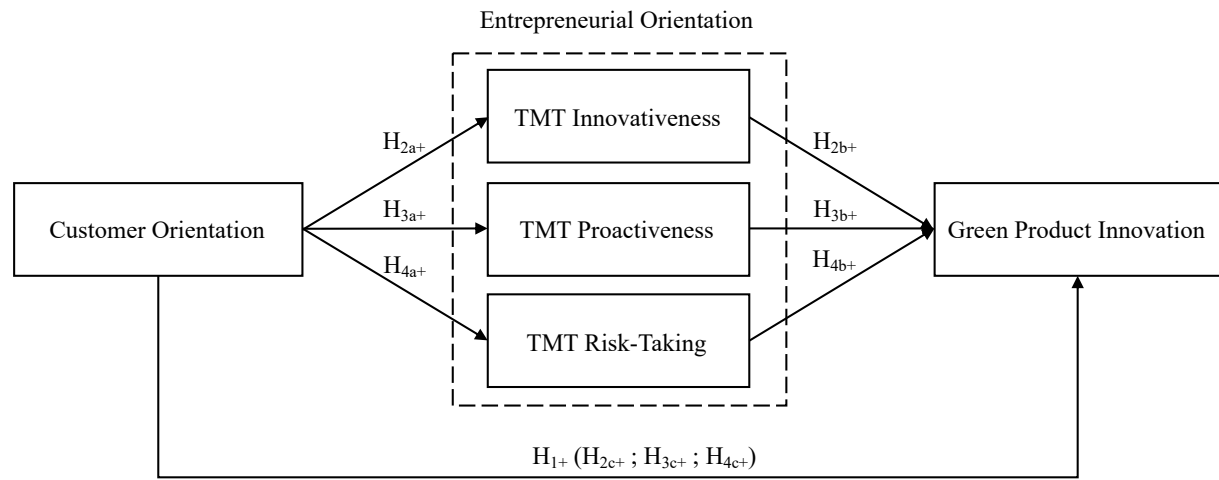 Entrepreneurial Orientation
TMT Innovativeness
H2a+
H2b+
Customer Orientation
H3a+
TMT Proactiveness
H3b+
Green Product Innovation
H4a+
H4b+
TMT Risk-Taking
H1+ (H2c+ ; H3c+ ; H4c+)